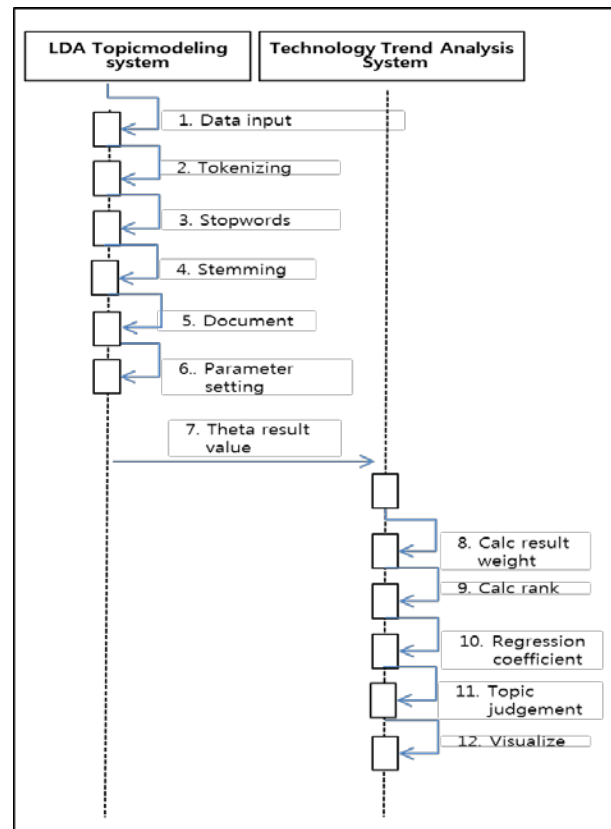 LDA Topicmodeling
system
Technology Trend Analysis
System
1. Data input
2. Tokenizing
3. Stopwords
4. Stemming
5. Document
6.. Parameter
setting
7. Theta result
value
8. Calc result
weight
9. Calc rank
10. Regression
coefficient
11. Topic
judgement
12. Visualize